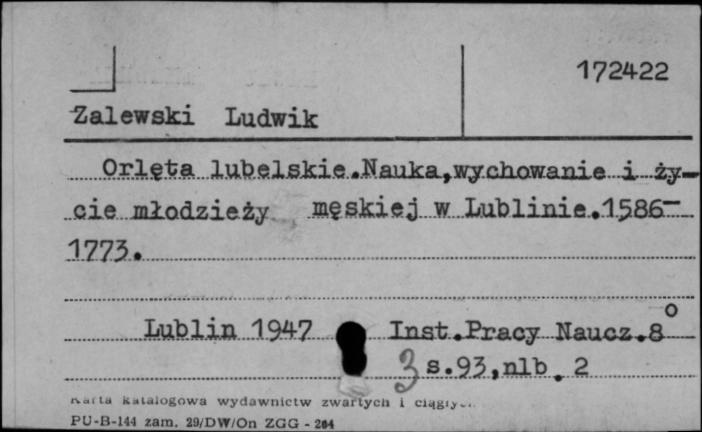 172422
Zalewski Ludwik
Orlęta lubelskie.Nauka,wychowanie i ży-
cie młodzieży męskiej w Lublinie.1586-
1773.
Lublin 1947 Inst.Pracy Naucz.8°
3 s.93,nlb.2
Karta katalogowa wydawnictw zwartych i
PU-B-144 zam. 29/DW/On ZGG - 264